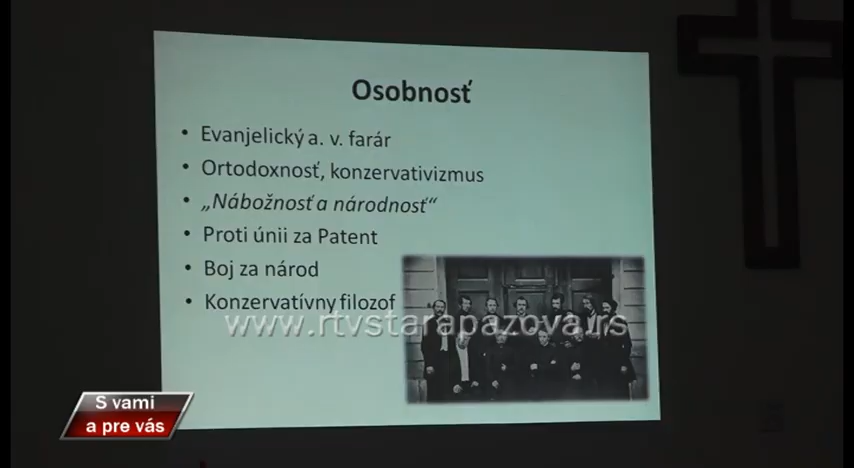 Osobnosť
• Evanjelický a. v. farár
• Ortodoxnosť, konzervativizmus
• „Nábožnosť a národnosť“
• Proti únii za Patent
• Boj za národ
• Konzervatívny filozof
www.rtvstarapazova.rs
S vami
a pre vás